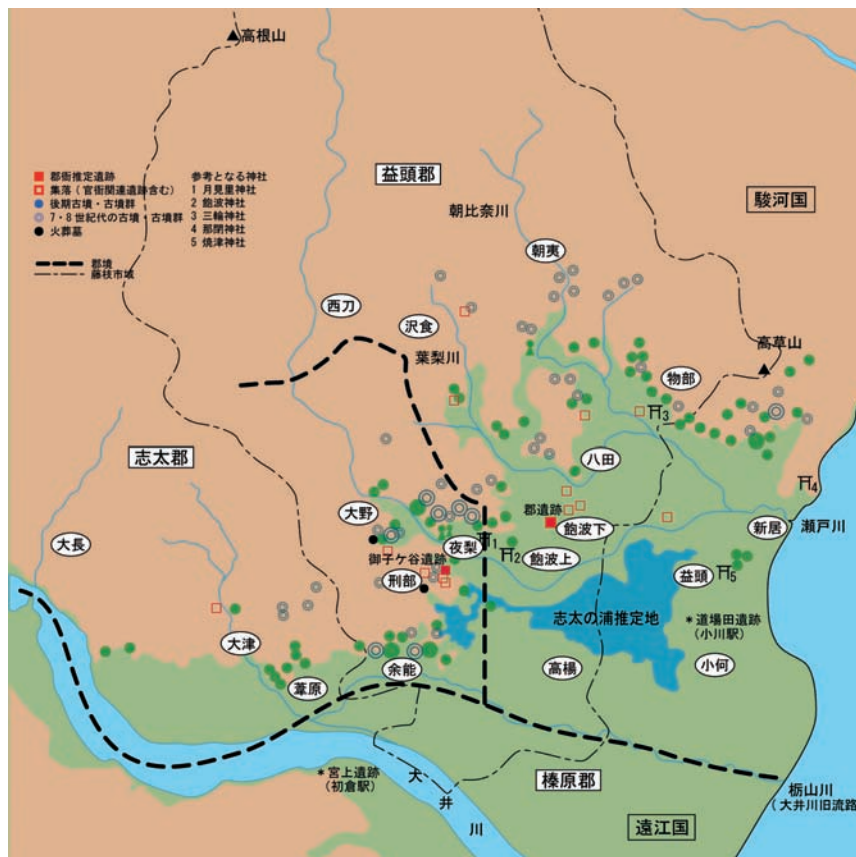 高根山
益頭郡
朝比奈川
駿河国
郡衙推定遺跡
集落（官衙関連遺跡含む）
後期古墳・古墳群
7・8世紀代の古墳・古墳群
火葬墓
郡境
藤枝市域
参考となる神社
1 月見里神社
2 飽波神社
3 三輪神社
4 那閉神社
5 焼津神社
朝夷
西刀
沢食
葉梨川
高草山
物部
3
志太郡
八田
4
大野
郡遺跡
飽波下
新居
瀬戸川
大長
夜梨
1
2
飽波上
御子ケ谷遺跡
刑部
益頭
5
志太の浦推定地
＊道場田遺跡
（小川駅）
大津
余能
高楊
小何
葦原
＊宮上遺跡
（初倉駅）
大井川
榛原郡
栃山川
（大井川旧流路
遠江国